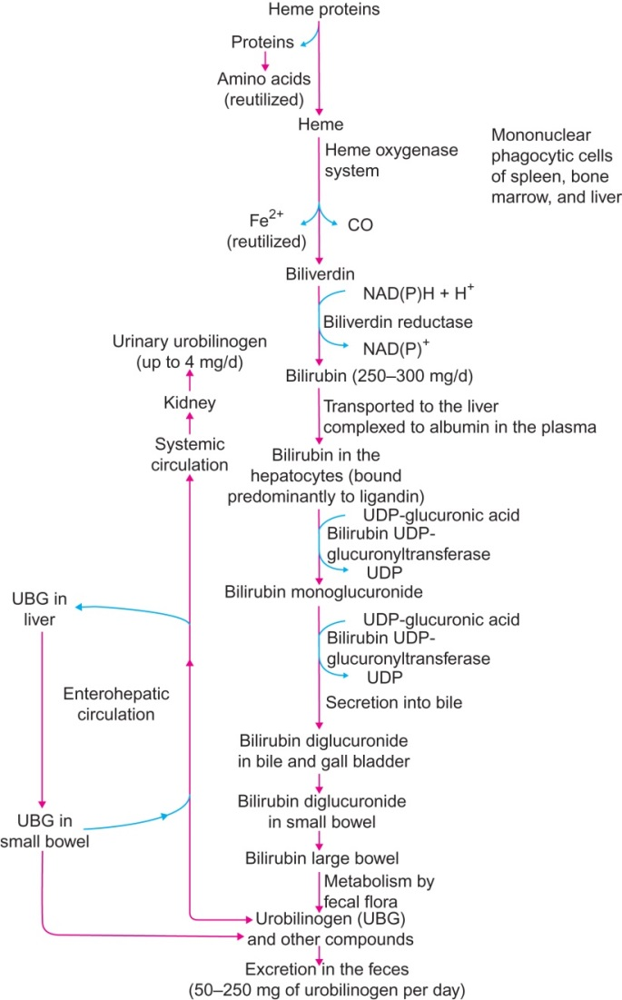 Heme proteins
Proteins
Amino acids
(reutilized)
Heme
Heme oxygenase
system
Mononuclear
phagocytic cells
of spleen, bone
marrow, and liver
Fe2+
(reutilized)
CO
Biliverdin
NAD(P)H + H+
Biliverdin reductase
NAD(P)+
Urinary urobilinogen
(up to 4 mg/d)
Bilirubin (250–300 mg/d)
Kidney
Transported to the liver
complexed to albumin in the plasma
Systemic
circulation
Bilirubin in the
hepatocytes (bound
predominantly to ligandin)
UDP-glucuronic acid
Bilirubin UDP-
glucuronyltransferase
UDP
Bilirubin monoglucuronide
UBG in
liver
UDP-glucuronic acid
Bilirubin UDP-
glucuronyltransferase
UDP
Enterohepatic
circulation
Secretion into bile
Bilirubin diglucuronide
in bile and gall bladder
Bilirubin diglucuronide
in small bowel
UBG in
small bowel
Bilirubin large bowel
Metabolism by
fecal flora
Urobilinogen (UBG)
and other compounds
Excretion in the feces
(50–250 mg of urobilinogen per day)